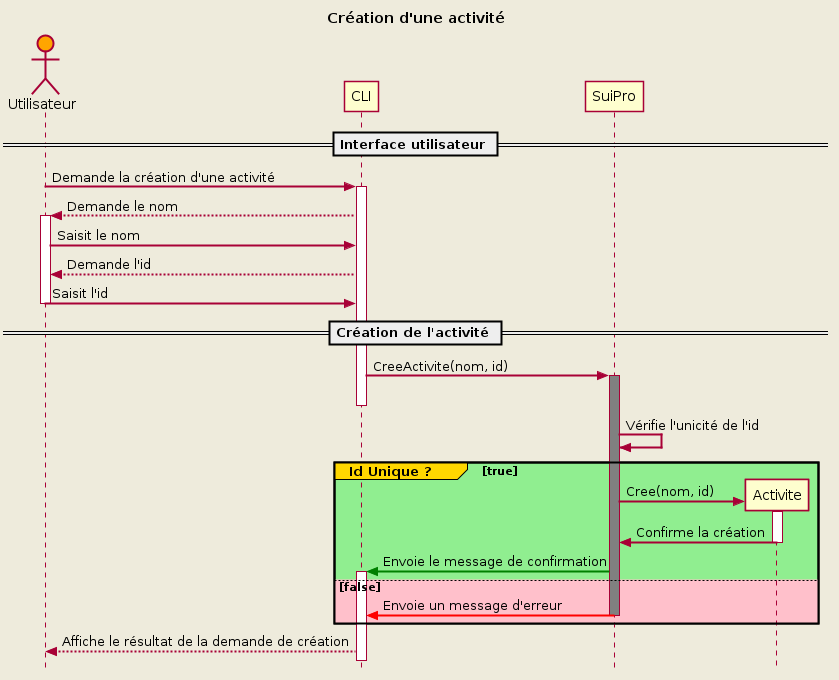 Création d'une activité
Utilisateur
CLI
SuiPro
Interface utilisateur
Demande la création d'une activité
Demande le nom
Saisit le nom
Demande l'id
Saisit l'id
Création de l'activité
CreeActivite(nom, id)
Vérifie l'unicité de l'id
Id Unique ? [true]
Cree(nom, id)
Activite
Confirme la création
Envoie le message de confirmation
[false]
Envoie un message d'erreur
Affiche le résultat de la demande de création